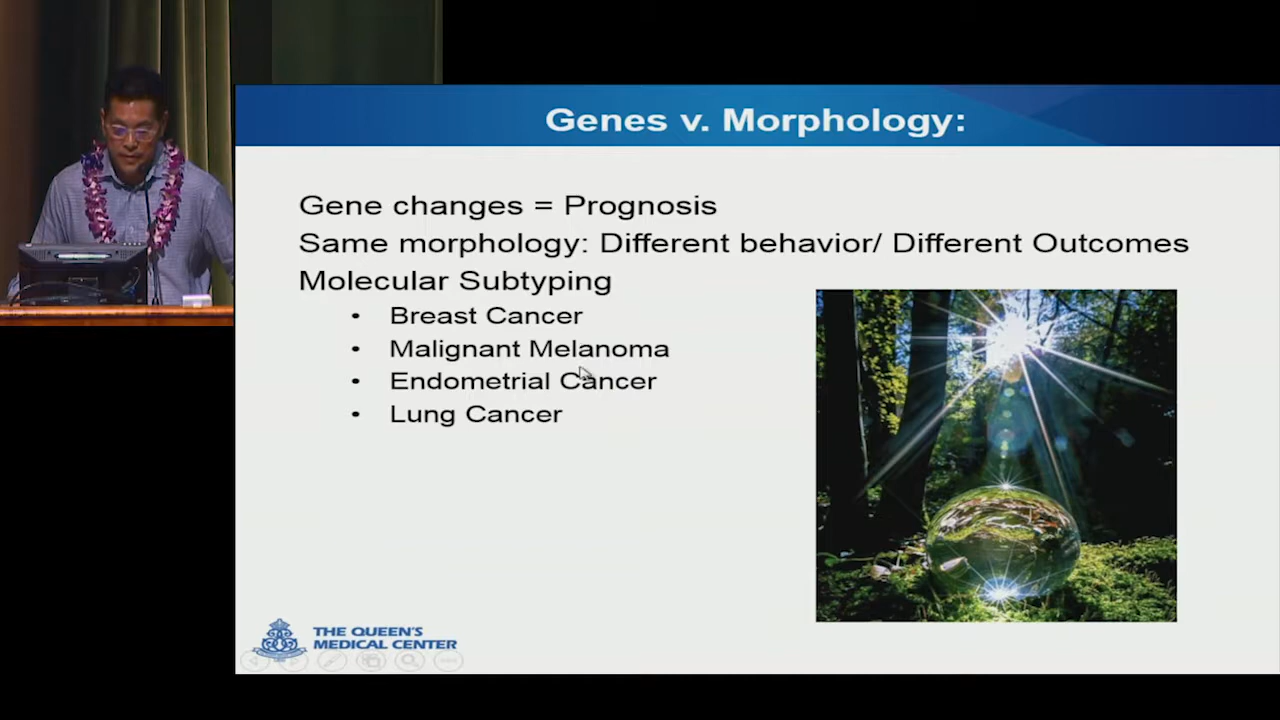 Genes v. Morphology:
Gene changes = Prognosis
Same morphology: Different behavior/ Different Outcomes
Molecular Subtyping
• Breast Cancer
• Malignant Melanoma
• Endometrial Cancer
• Lung Cancer
THE QUEEN'S
MEDICAL CENTER